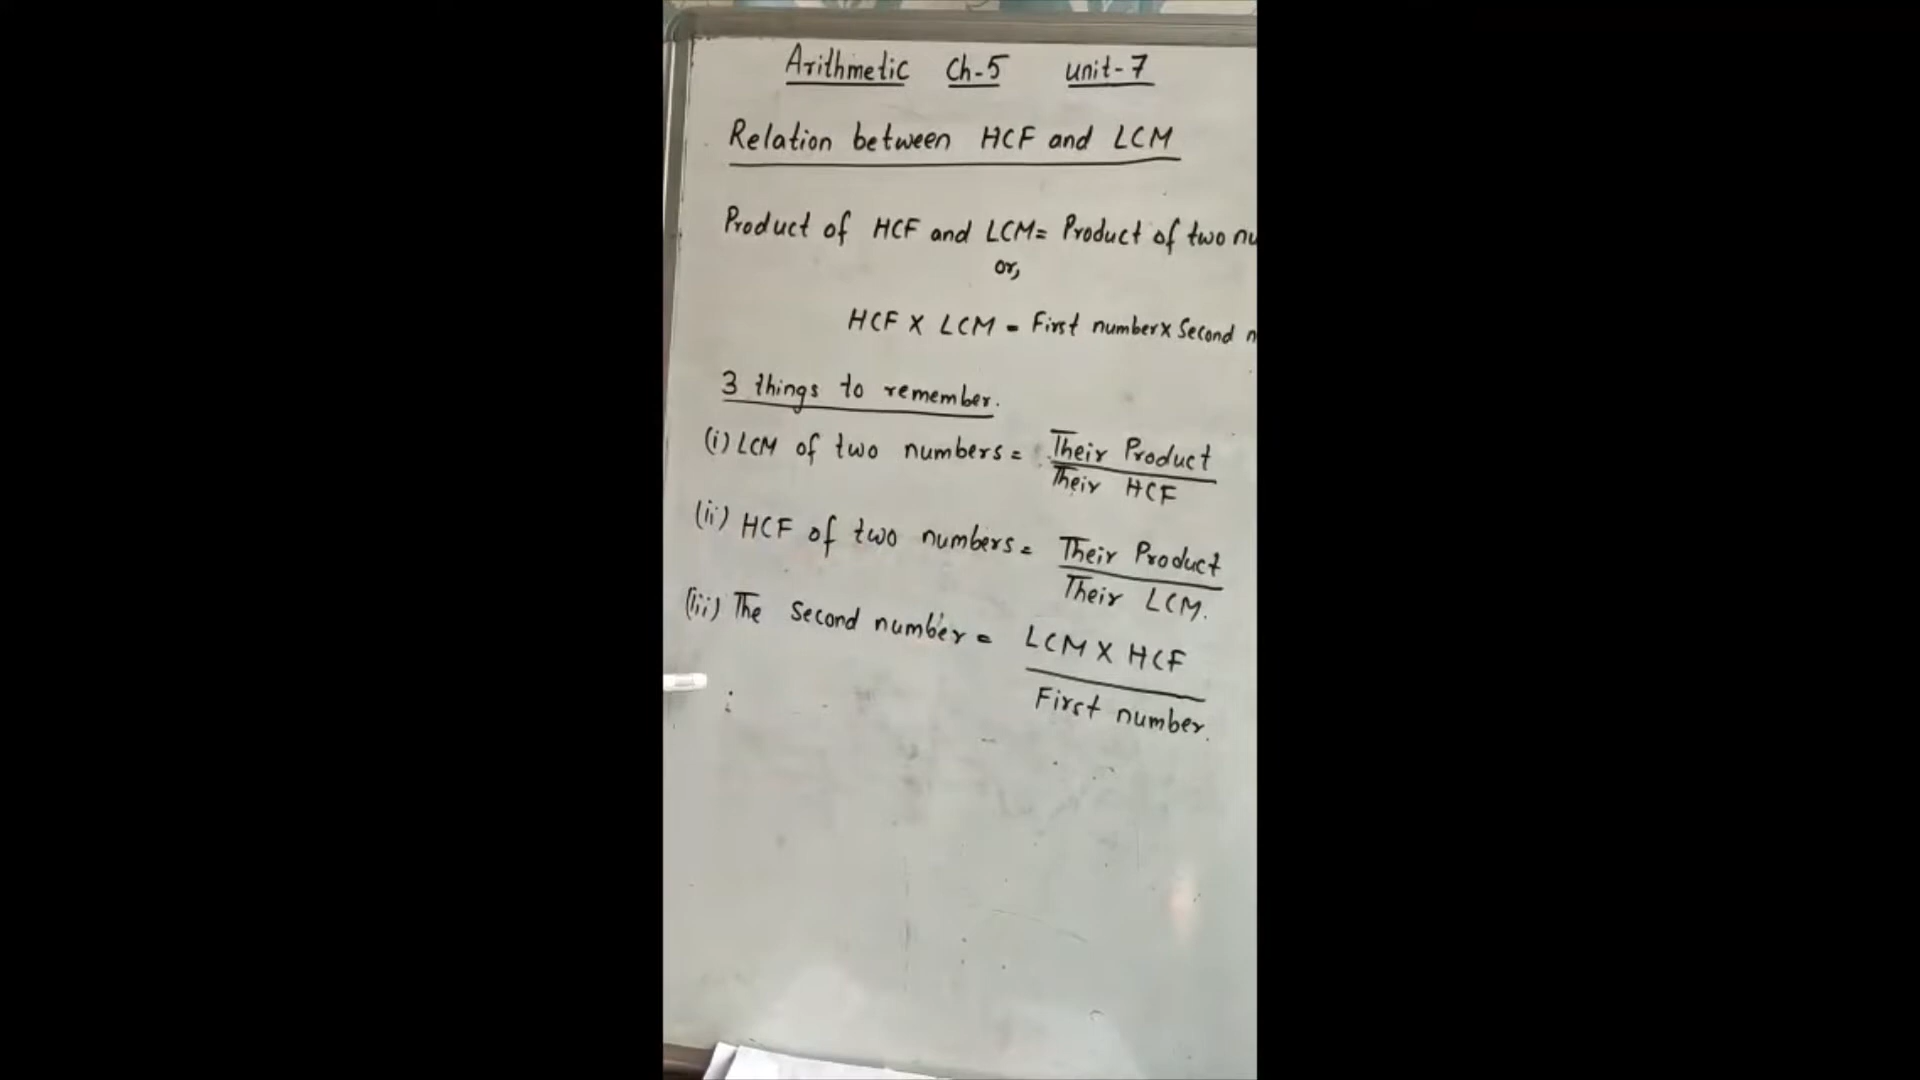 Arithmetic Ch-5 unit-7
Relation between HCF and LCM
Product of HCF and LCM= Product of two nu
or,
HCF X LCM = First number x Second n
3 things to remember.
(i) LCM of two numbers = Their Product
Their HCF
(ii) HCF of two numbers = Their Product
Their LCM.
(iii) The Second number = LCM X HCF
First number.